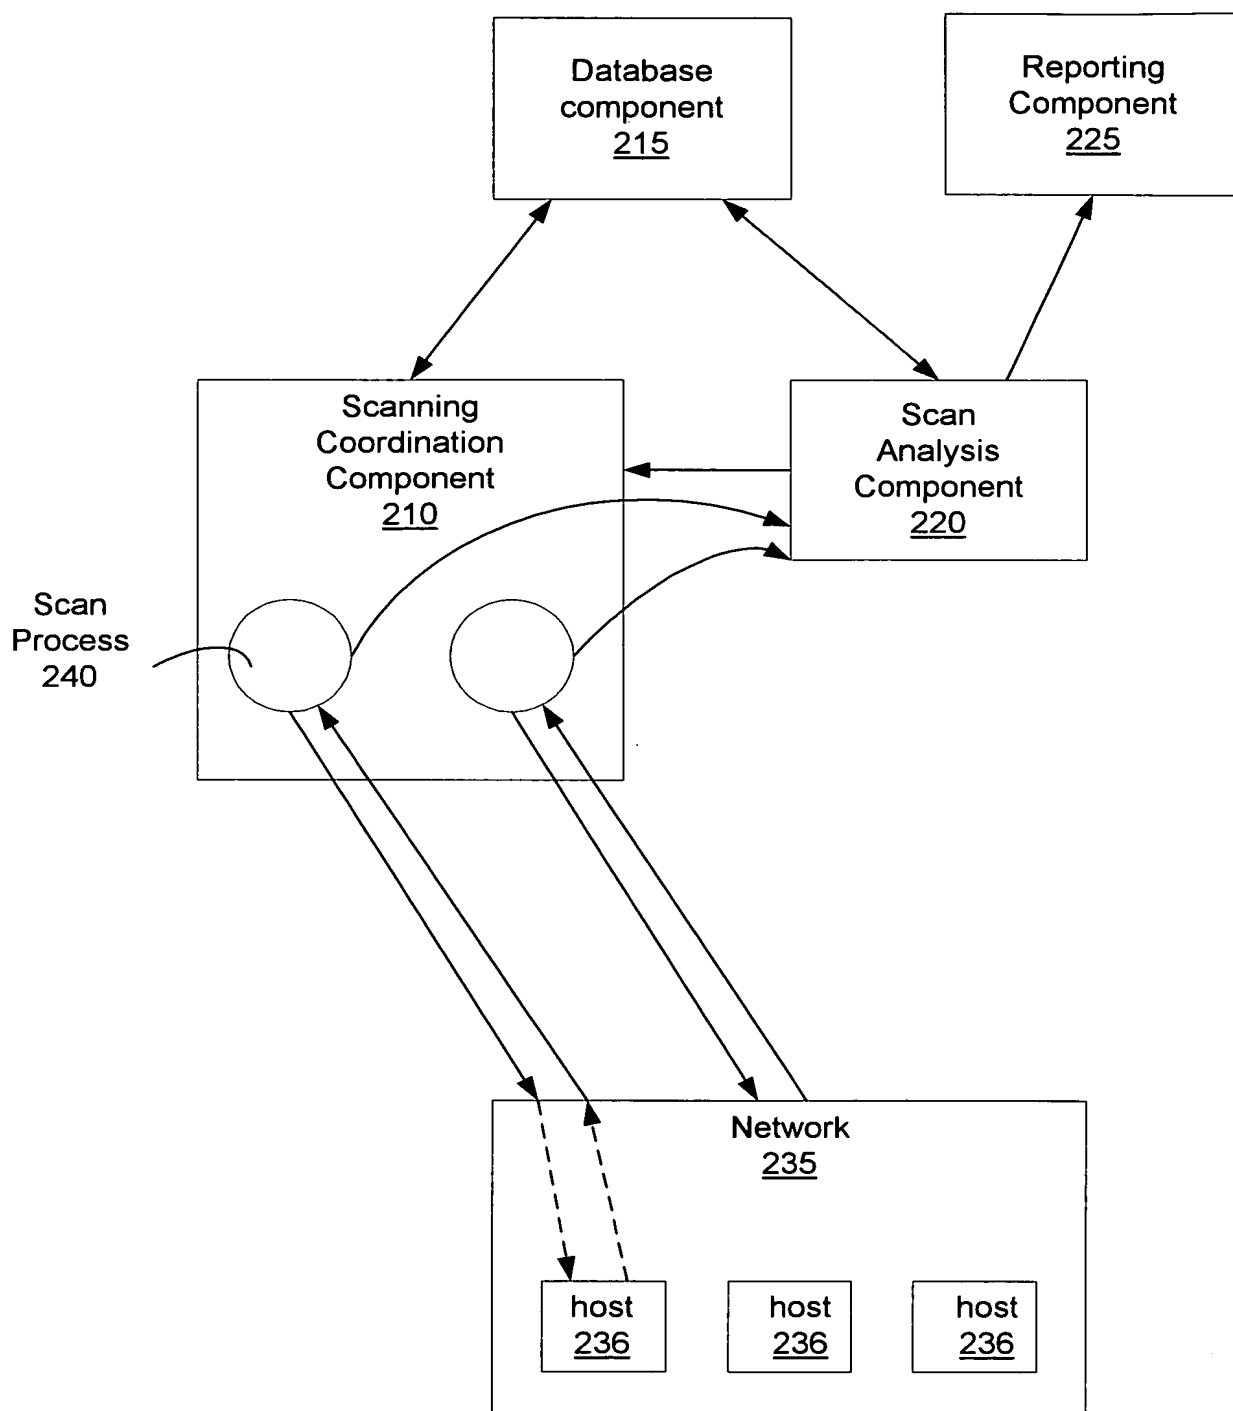 Database
component
215
Reporting
Component
225
Scanning
Coordination
Component
210
Scan
Analysis
Component
220
Scan
Process
240
Network
235
host
236
host
236
host
236